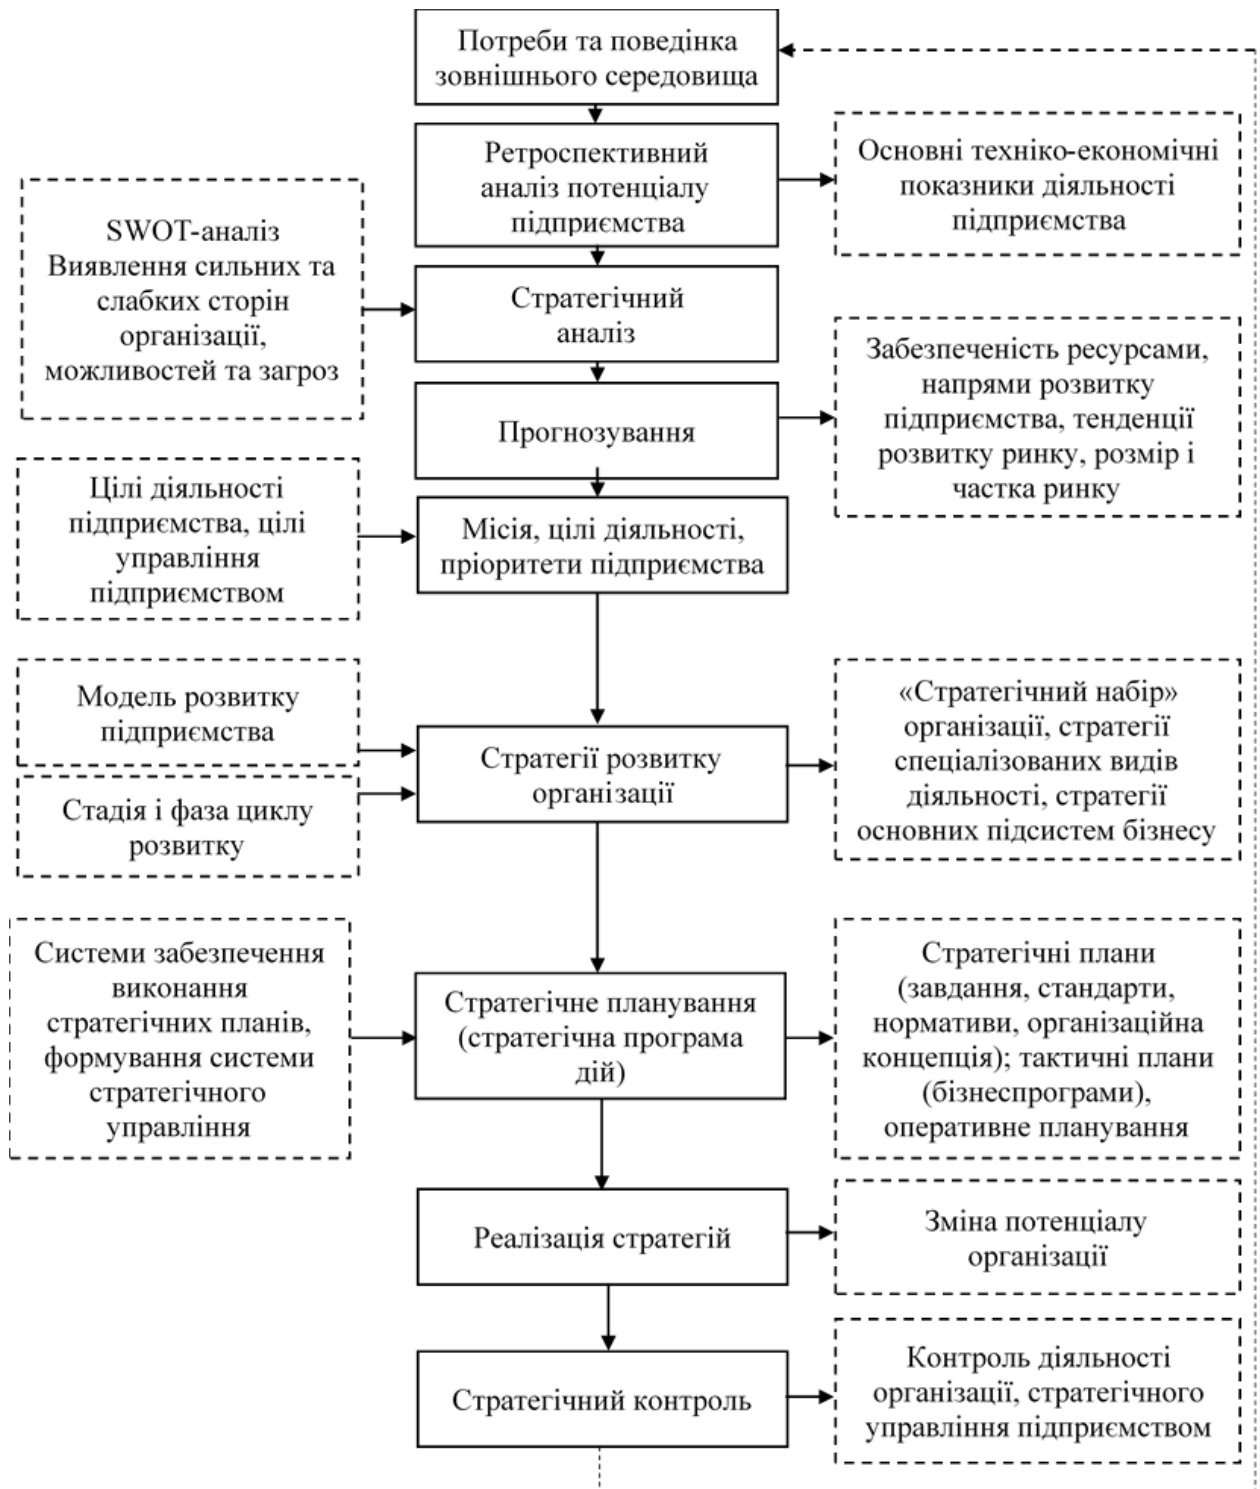 Потреби та поведінка
зовнішнього середовища
Ретроспективний
аналіз потенціалу
підприємства
Основні техніко-економічні
показники діяльності
підприємства
SWOT-аналіз
Виявлення сильних та
слабких сторін
організації,
можливостей та загроз
Стратегічний
аналіз
Прогнозування
Забезпеченість ресурсами,
напрями розвитку
підприємства, тенденції
розвитку ринку, розмір і
частка ринку
Цілі діяльності
підприємства, цілі
управління
підприємством
Місія, цілі діяльності,
пріоритети підприємства
Модель розвитку
підприємства
Стадія і фаза циклу
розвитку
Стратегії розвитку
організації
«Стратегічний набір»
організації, стратегії
спеціалізованих видів
діяльності, стратегії
основних підсистем бізнесу
Системи забезпечення
виконання
стратегічних планів,
формування системи
стратегічного
управління
Стратегічне планування
(стратегічна програма
дій)
Стратегічні плани
(завдання, стандарти,
нормативи, організаційна
концепція); тактичні плани
(бізнеспрограми),
оперативне планування
Реалізація стратегій
Зміна потенціалу
організації
Стратегічний контроль
Контроль діяльності
організації, стратегічного
управління підприємством